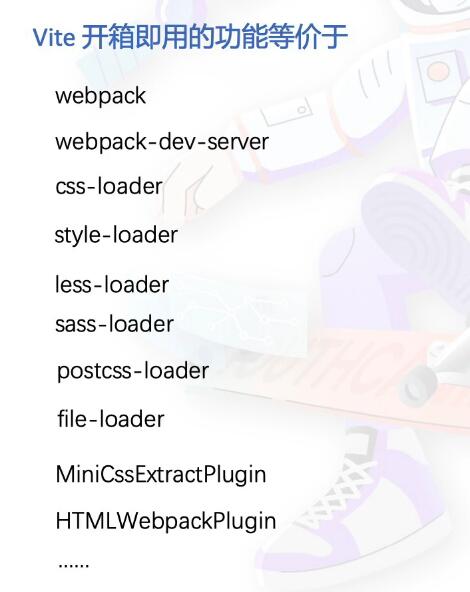 Vite 开箱即用的功能等价于
webpack
webpack-dev-server
css-loader
style-loader
less-loader
sass-loader
postcss-loader
file-loader
MiniCssExtractPlugin
HTMLWebpackPlugin
......